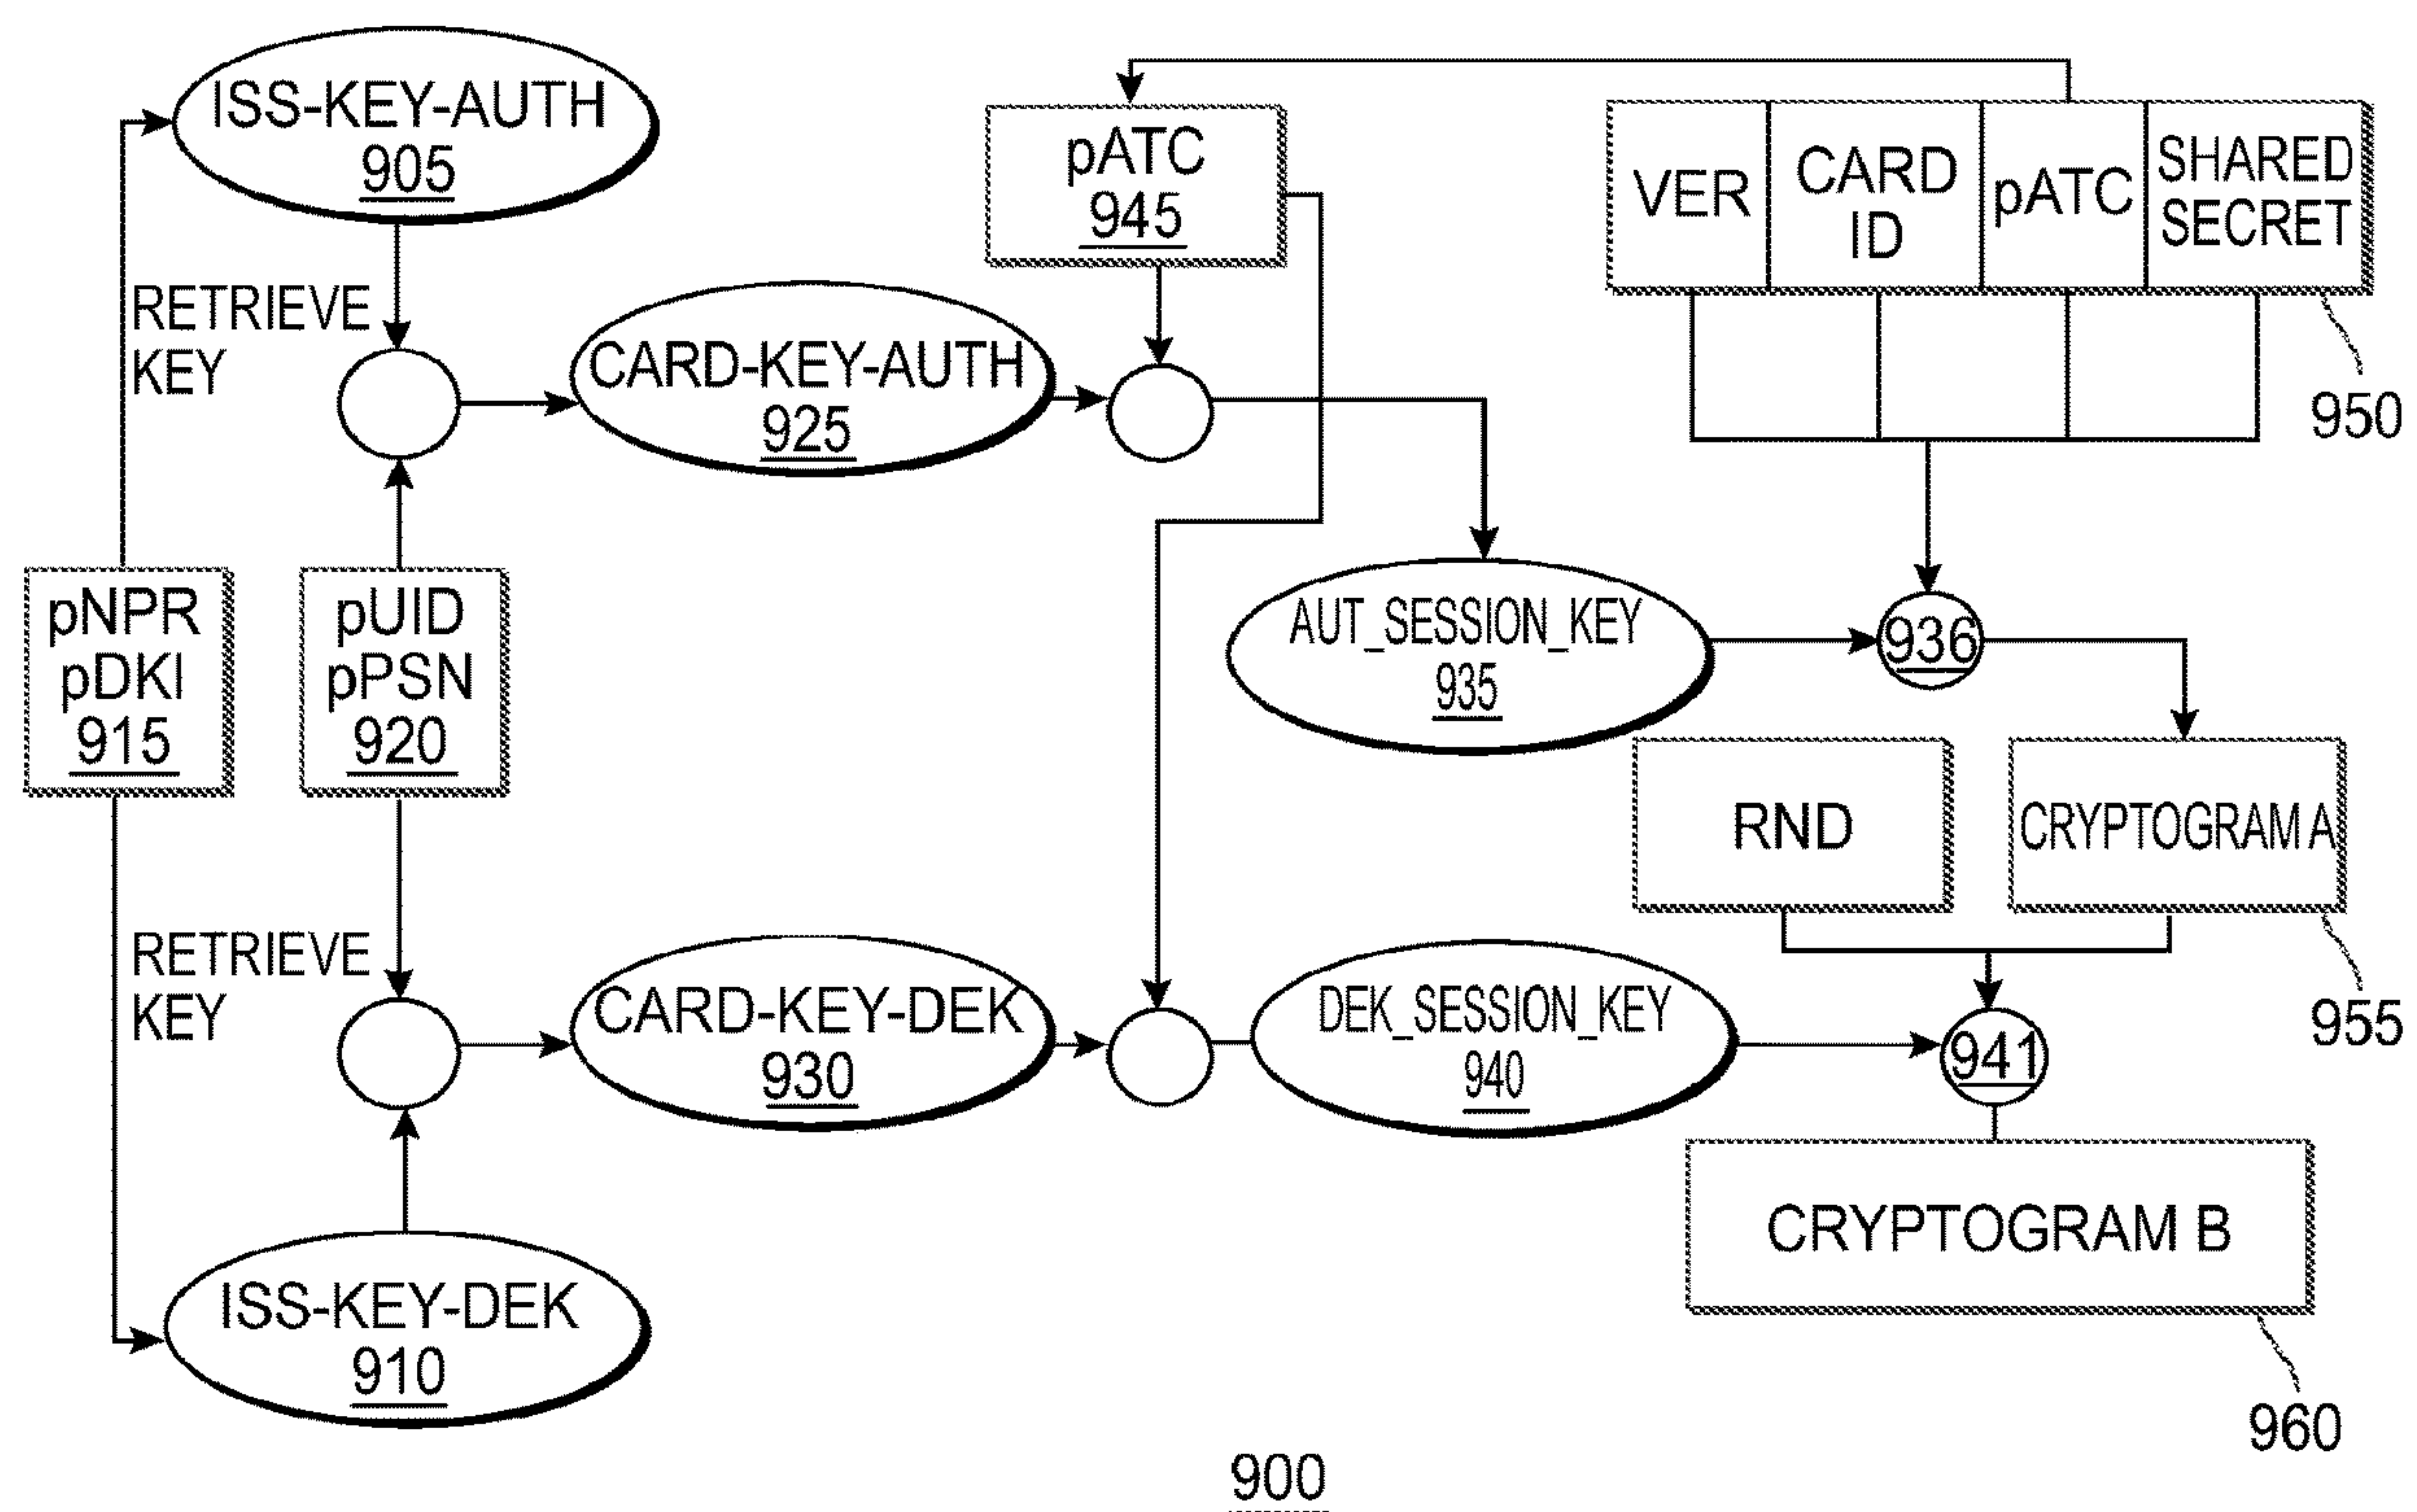 ISS-KEY-AUTH
905
RETRIEVE
KEY
pATC
945
VER
CARD
ID
pATC
SHARED
SECRET
950
CARD-KEY-AUTH
925
pNPR
pDKI
915
pUID
pPSN
920
AUT_SESSION_KEY
935
936
RND
CRYPTOGRAM A
955
RETRIEVE
KEY
CARD-KEY-DEK
930
DEK_SESSION_KEY
940
941
CRYPTOGRAM B
960
ISS-KEY-DEK
910
900